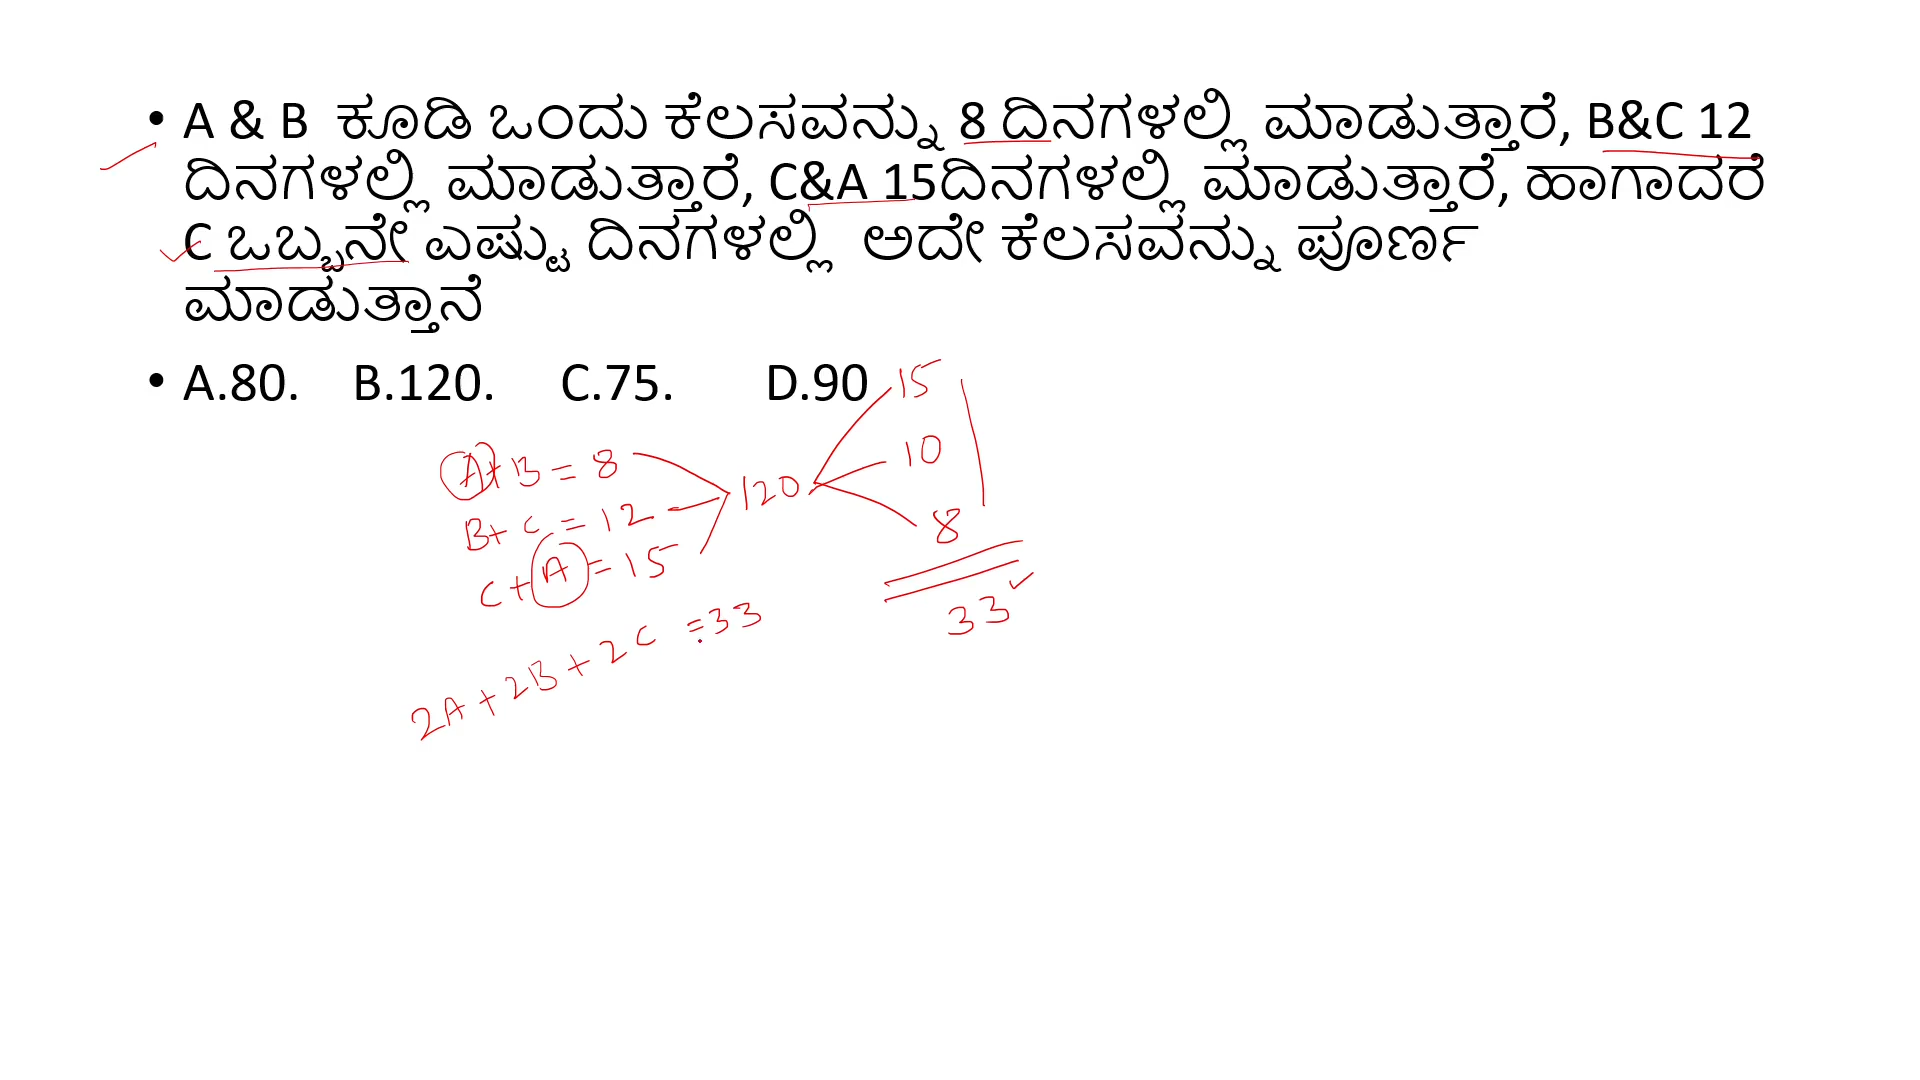 • A & B ಕೂಡಿ ಒಂದು ಕೆಲಸವನ್ನು 8 ದಿನಗಳಲ್ಲಿ ಮಾಡುತ್ತಾರೆ, B&C 12
ದಿನಗಳಲ್ಲಿ ಮಾಡುತ್ತಾರೆ, C&A 15ದಿನಗಳಲ್ಲಿ ಮಾಡುತ್ತಾರೆ, ಹಾಗಾದರೆ
C ಒಬ್ಬನೇ ಎಷ್ಟು ದಿನಗಳಲ್ಲಿ ಅದೇ ಕೆಲಸವನ್ನು ಪೂರ್ಣ
ಮಾಡುತ್ತಾನೆ
• A.80. B.120. C.75. D.90
A+B = 8
B+C = 12
C+A = 15
120
15
10
8
33
2A+2B+2C =33